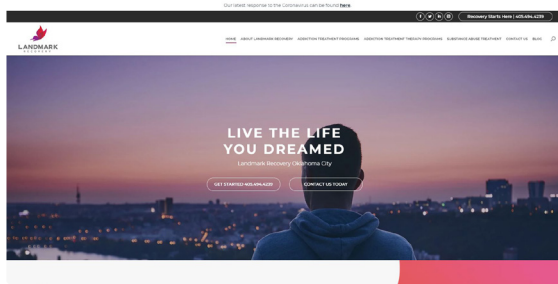 Our latest response to the Coronavirus can be found here.
Recovery Starts Here | 405.494.4239
LANDMARK
RECOVERY
HOME ABOUT LANDMARK RECOVERY ADDICTION TREATMENT PROGRAMS ADDICTION TREATMENT THERAPY PROGRAMS SUBSTANCE ABUSE TREATMENT CONTACT US BLOG
LIVE THE LIFE
YOU DREAMED
Landmark Recovery Oklahoma City
GET STARTED 405.494.4239 CONTACT US TODAY